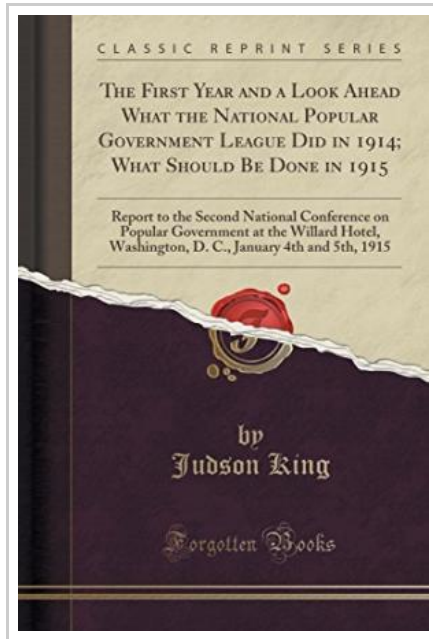 CLASSIC REPRINT SERIES
THE FIRST YEAR AND A LOOK AHEAD
WHAT THE NATIONAL POPULAR
GOVERNMENT LEAGUE DID IN 1914;
WHAT SHOULD BE DONE IN 1915
Report to the Second National Conference on
Popular Government at the Willard Hotel,
Washington, D. C., January 4th and 5th, 1915
by
Judson King
Forgotten Books